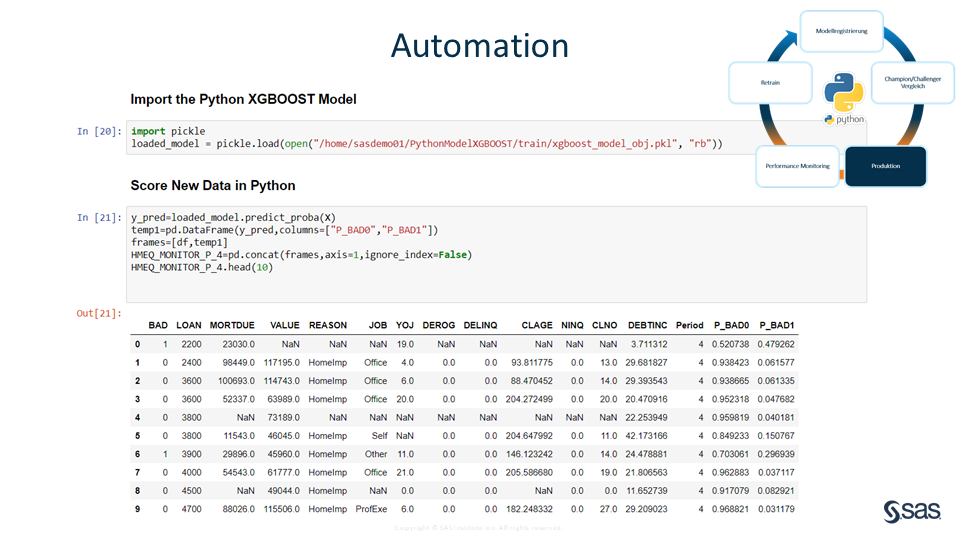 Automation
Modellregistrierung
Retrain
Champion/Challenger
Vergleich
python
Performance Monitoring
Produktion
Import the Python XGBOOST Model
In [20]: import pickle
loaded_model = pickle.load(open("/home/sasdemo01/PythonModelXGBOOST/train/xgboost_model_obj.pkl", "rb"))
Score New Data in Python
In [21]: y_pred=loaded_model.predict_proba(X)
temp1=pd.DataFrame(y_pred,columns=["P_BAD0","P_BAD1"])
frames=[df,temp1]
HMEQ_MONITOR_P_4=pd.concat(frames,axis=1,ignore_index=False)
HMEQ_MONITOR_P_4.head(10)
Out[21]:
BAD LOAN MORTDUE VALUE REASON JOB YOJ DEROG DELINQ CLAGE NINQ CLNO DEBTINC Period P_BAD0 P_BAD1
0 1 2200 23030.0 NaN NaN NaN 19.0 NaN NaN NaN NaN NaN 3.711312 4 0.520738 0.479262
1 0 2400 98449.0 117195.0 HomeImp Office 4.0 0.0 0.0 93.811775 0.0 13.0 29.681827 4 0.938423 0.061577
2 0 3600 100693.0 114743.0 HomeImp Office 6.0 0.0 0.0 88.470452 0.0 14.0 29.393543 4 0.938665 0.061335
3 0 3600 52337.0 63989.0 HomeImp Office 20.0 0.0 0.0 204.272499 0.0 20.0 20.470916 4 0.952318 0.047682
4 0 3800 NaN 73189.0 NaN NaN NaN NaN NaN NaN NaN NaN 22.253949 4 0.959819 0.040181
5 0 3800 11543.0 46045.0 HomeImp Self NaN 0.0 0.0 204.647992 0.0 11.0 42.173166 4 0.849233 0.150767
6 1 3900 29896.0 45960.0 HomeImp Other 11.0 0.0 0.0 146.123242 0.0 14.0 24.478881 4 0.703061 0.296939
7 0 4000 54543.0 61777.0 HomeImp Office 21.0 0.0 0.0 205.586680 0.0 19.0 21.806563 4 0.962883 0.037117
8 0 4500 NaN 49044.0 HomeImp NaN 0.0 0.0 0.0 NaN 0.0 0.0 11.652739 4 0.917079 0.082921
9 0 4700 88026.0 115506.0 HomeImp ProfExe 6.0 0.0 0.0 182.248332 0.0 27.0 29.209023 4 0.968821 0.031179
Copyright © SAS Institute Inc. All rights reserved.
sas